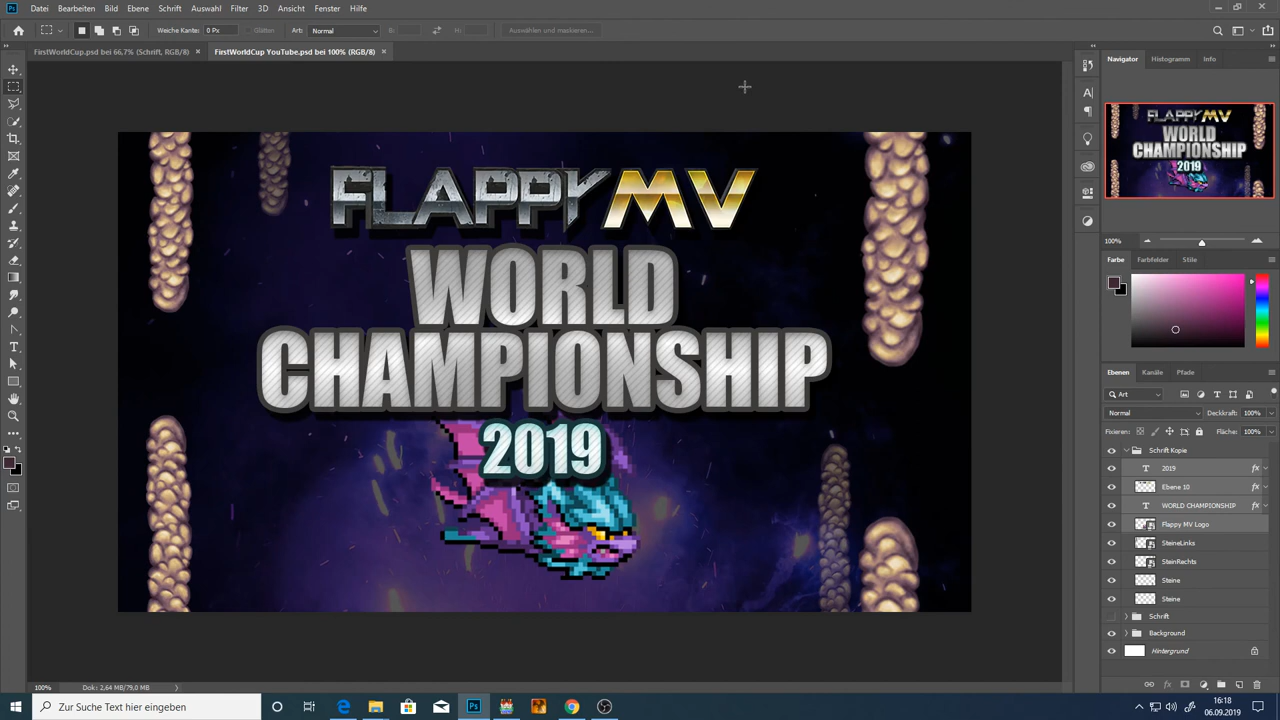 Datei Bearbeiten Bild Ebene Schrift Auswahl Filter 3D Ansicht Fenster Hilfe
Weiche Kante: 0 Px Glätten Art: Normal B: H: Auswählen und maskieren...
FirstWorldCup.psd bei 66,7% (Schrift, RGB/8) × FirstWorldCup YouTube.psd bei 100% (RGB/8) ×
Navigator Histogramm Info
FLAPPY MV
WORLD
CHAMPIONSHIP
2019
FLAPPYMV
WORLD
CHAMPIONSHIP
2019
100%
Farbe Farbfelder Stile
Ebenen Kanäle Pfade
Art
Normal Deckkraft: 100%
Fixieren: Fläche: 100%
Schrift Kopie
2019 fx
Ebene 10 fx
WORLD CHAMPIONSHIP fx
Flappy MV Logo
SteineLinks
SteinRechts
Steine
Steine
Schrift
Background
Hintergrund
100% Dok: 2,64 MB/79,0 MB
Zur Suche Text hier eingeben
16:18
06.09.2019